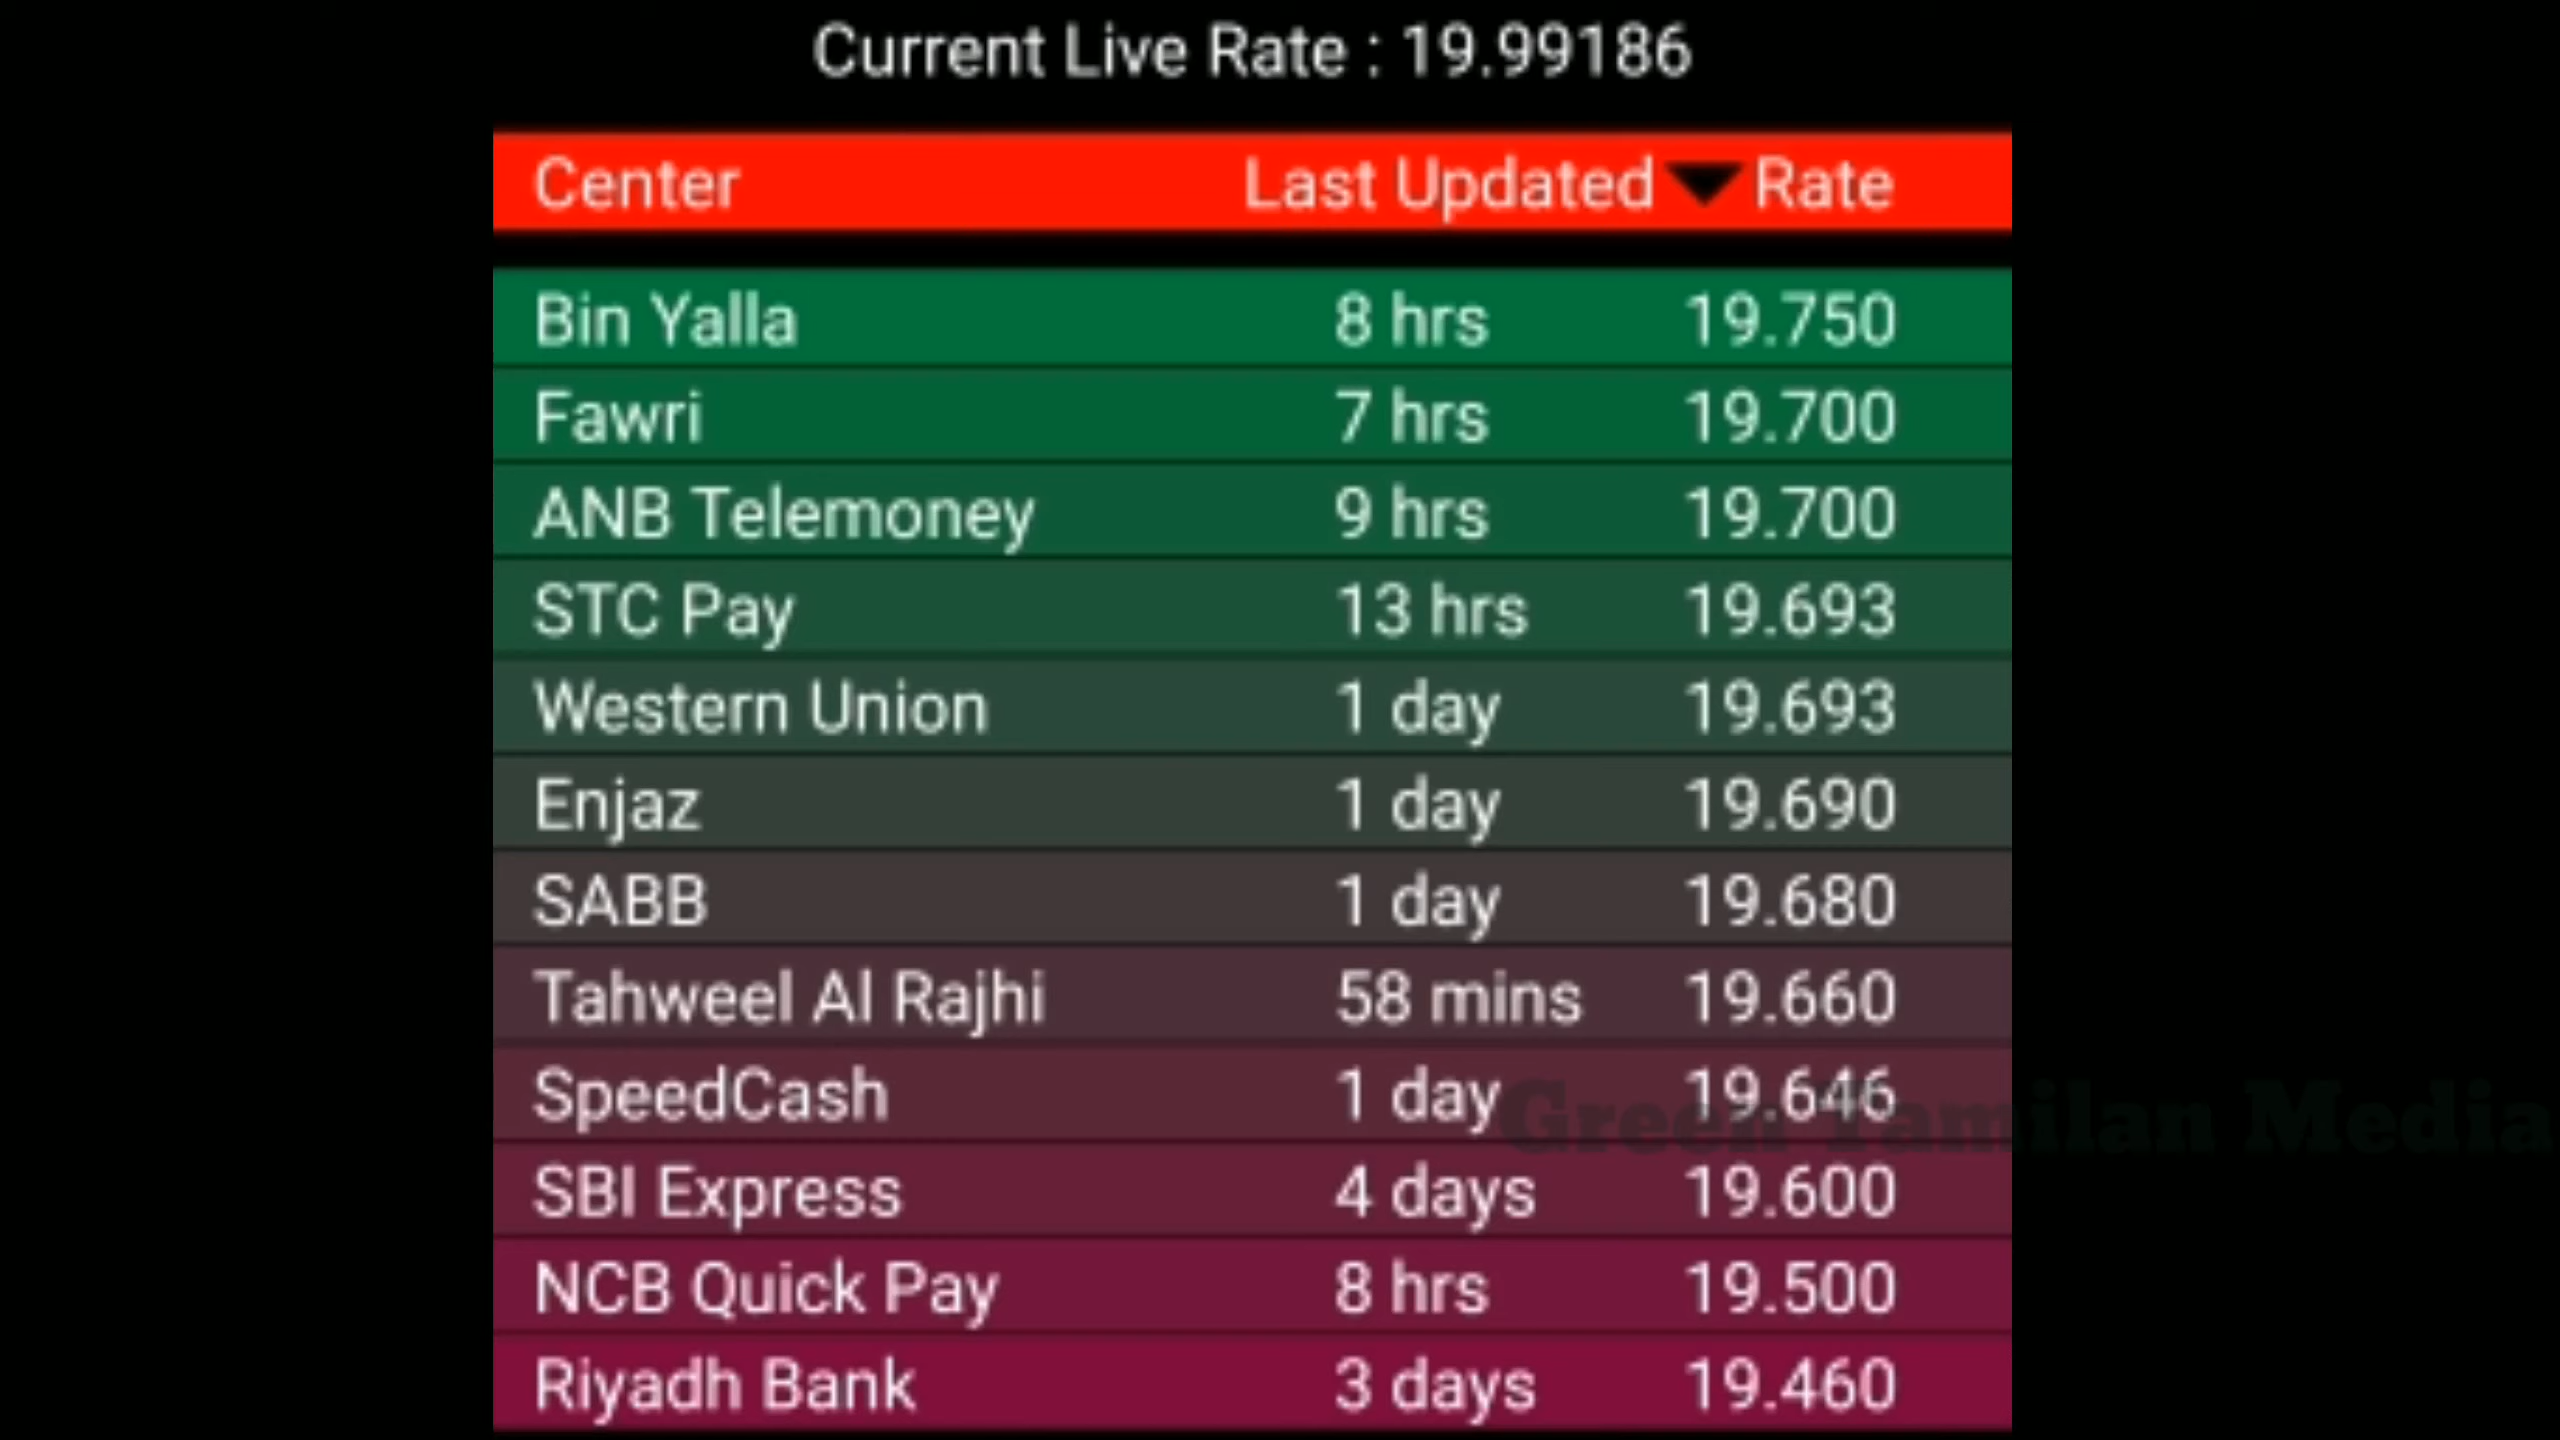 Current Live Rate : 19.99186
Center Last Updated Rate
Bin Yalla 8 hrs 19.750
Fawri 7 hrs 19.700
ANB Telemoney 9 hrs 19.700
STC Pay 13 hrs 19.693
Western Union 1 day 19.693
Enjaz 1 day 19.690
SABB 1 day 19.680
Tahweel Al Rajhi 58 mins 19.660
SpeedCash 1 day 19.646
Green Tamilan Media
SBI Express 4 days 19.600
NCB Quick Pay 8 hrs 19.500
Riyadh Bank 3 days 19.460